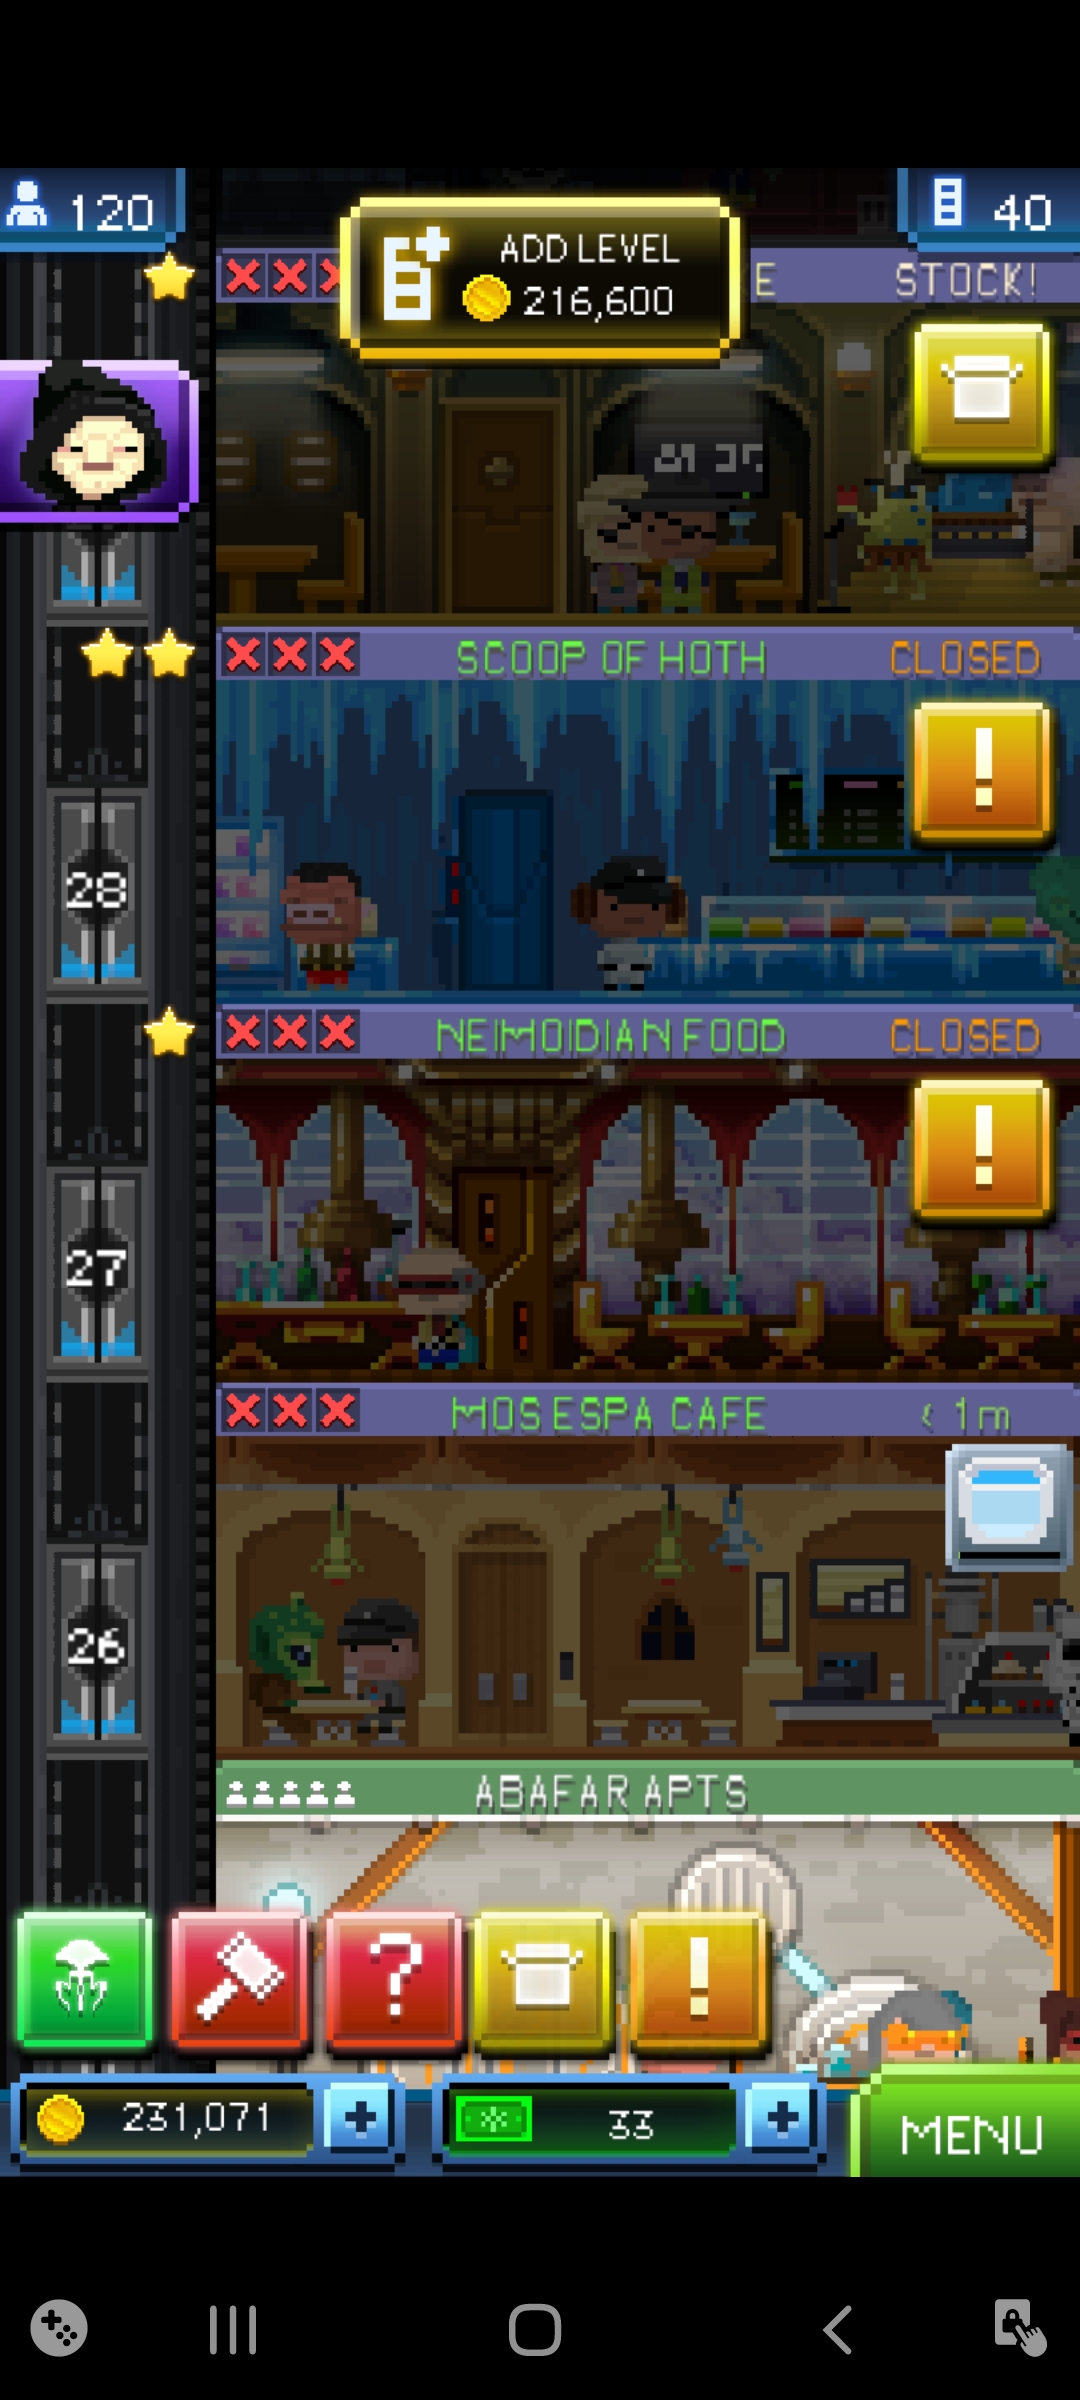 120
ADD LEVEL
216,600
40
E STOCK!
SCOOP OF HOTH CLOSED
28
NEIMOIDIAN FOOD CLOSED
27
MOS ESPA CAFE < 1m
26
ABAFAR APTS
?
!
231,071
33
MENU